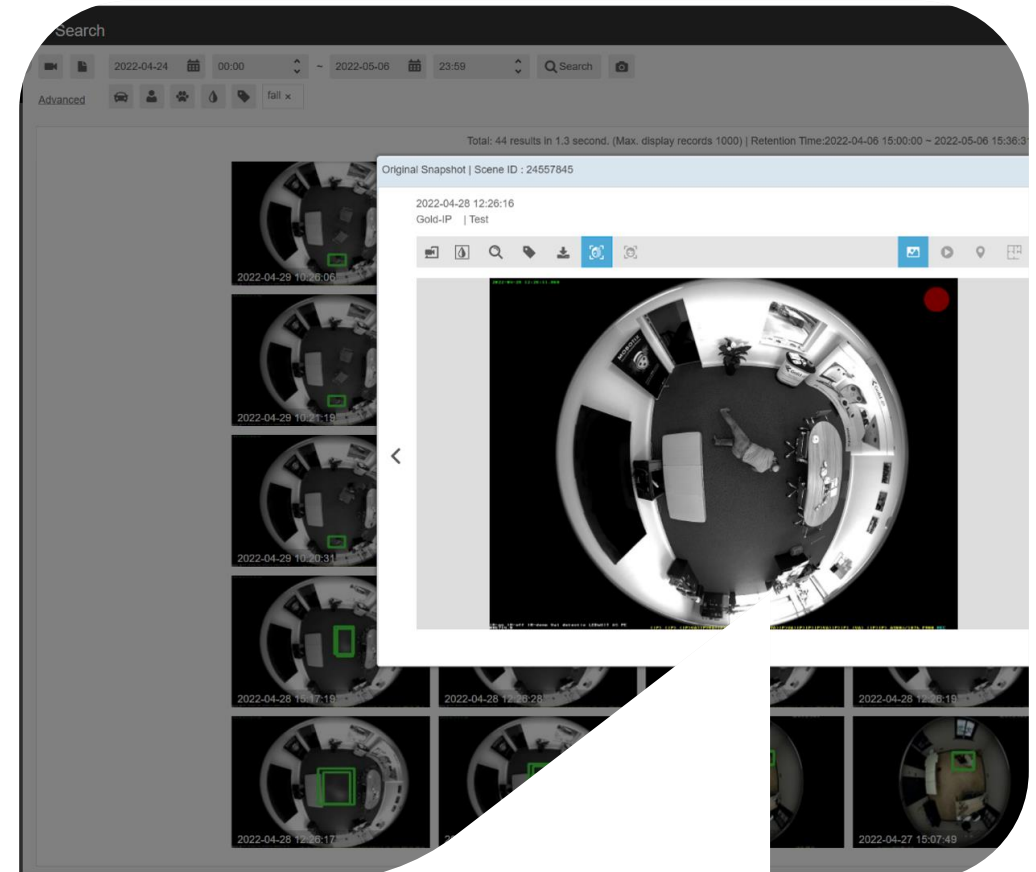 Search
2022-04-24 00:00 ~ 2022-05-06 23:59 Search
Advanced fall ×
Total: 44 results in 1.3 second. (Max. display records 1000) | Retention Time:2022-04-06 15:00:00 ~ 2022-05-06 15:36:3
Original Snapshot | Scene ID : 24557845
2022-04-28 12:26:16
Gold-IP | Test
MOBOTIX
2022-04-29 10:26:06
2022-04-29 10:21:19
2022-04-29 10:20:31
2022-04-28 15:17:19
2022-04-28 12:26:28
2022-04-28 12:26:19
2022-04-28 12:26:17
2022-04-27 15:07:49